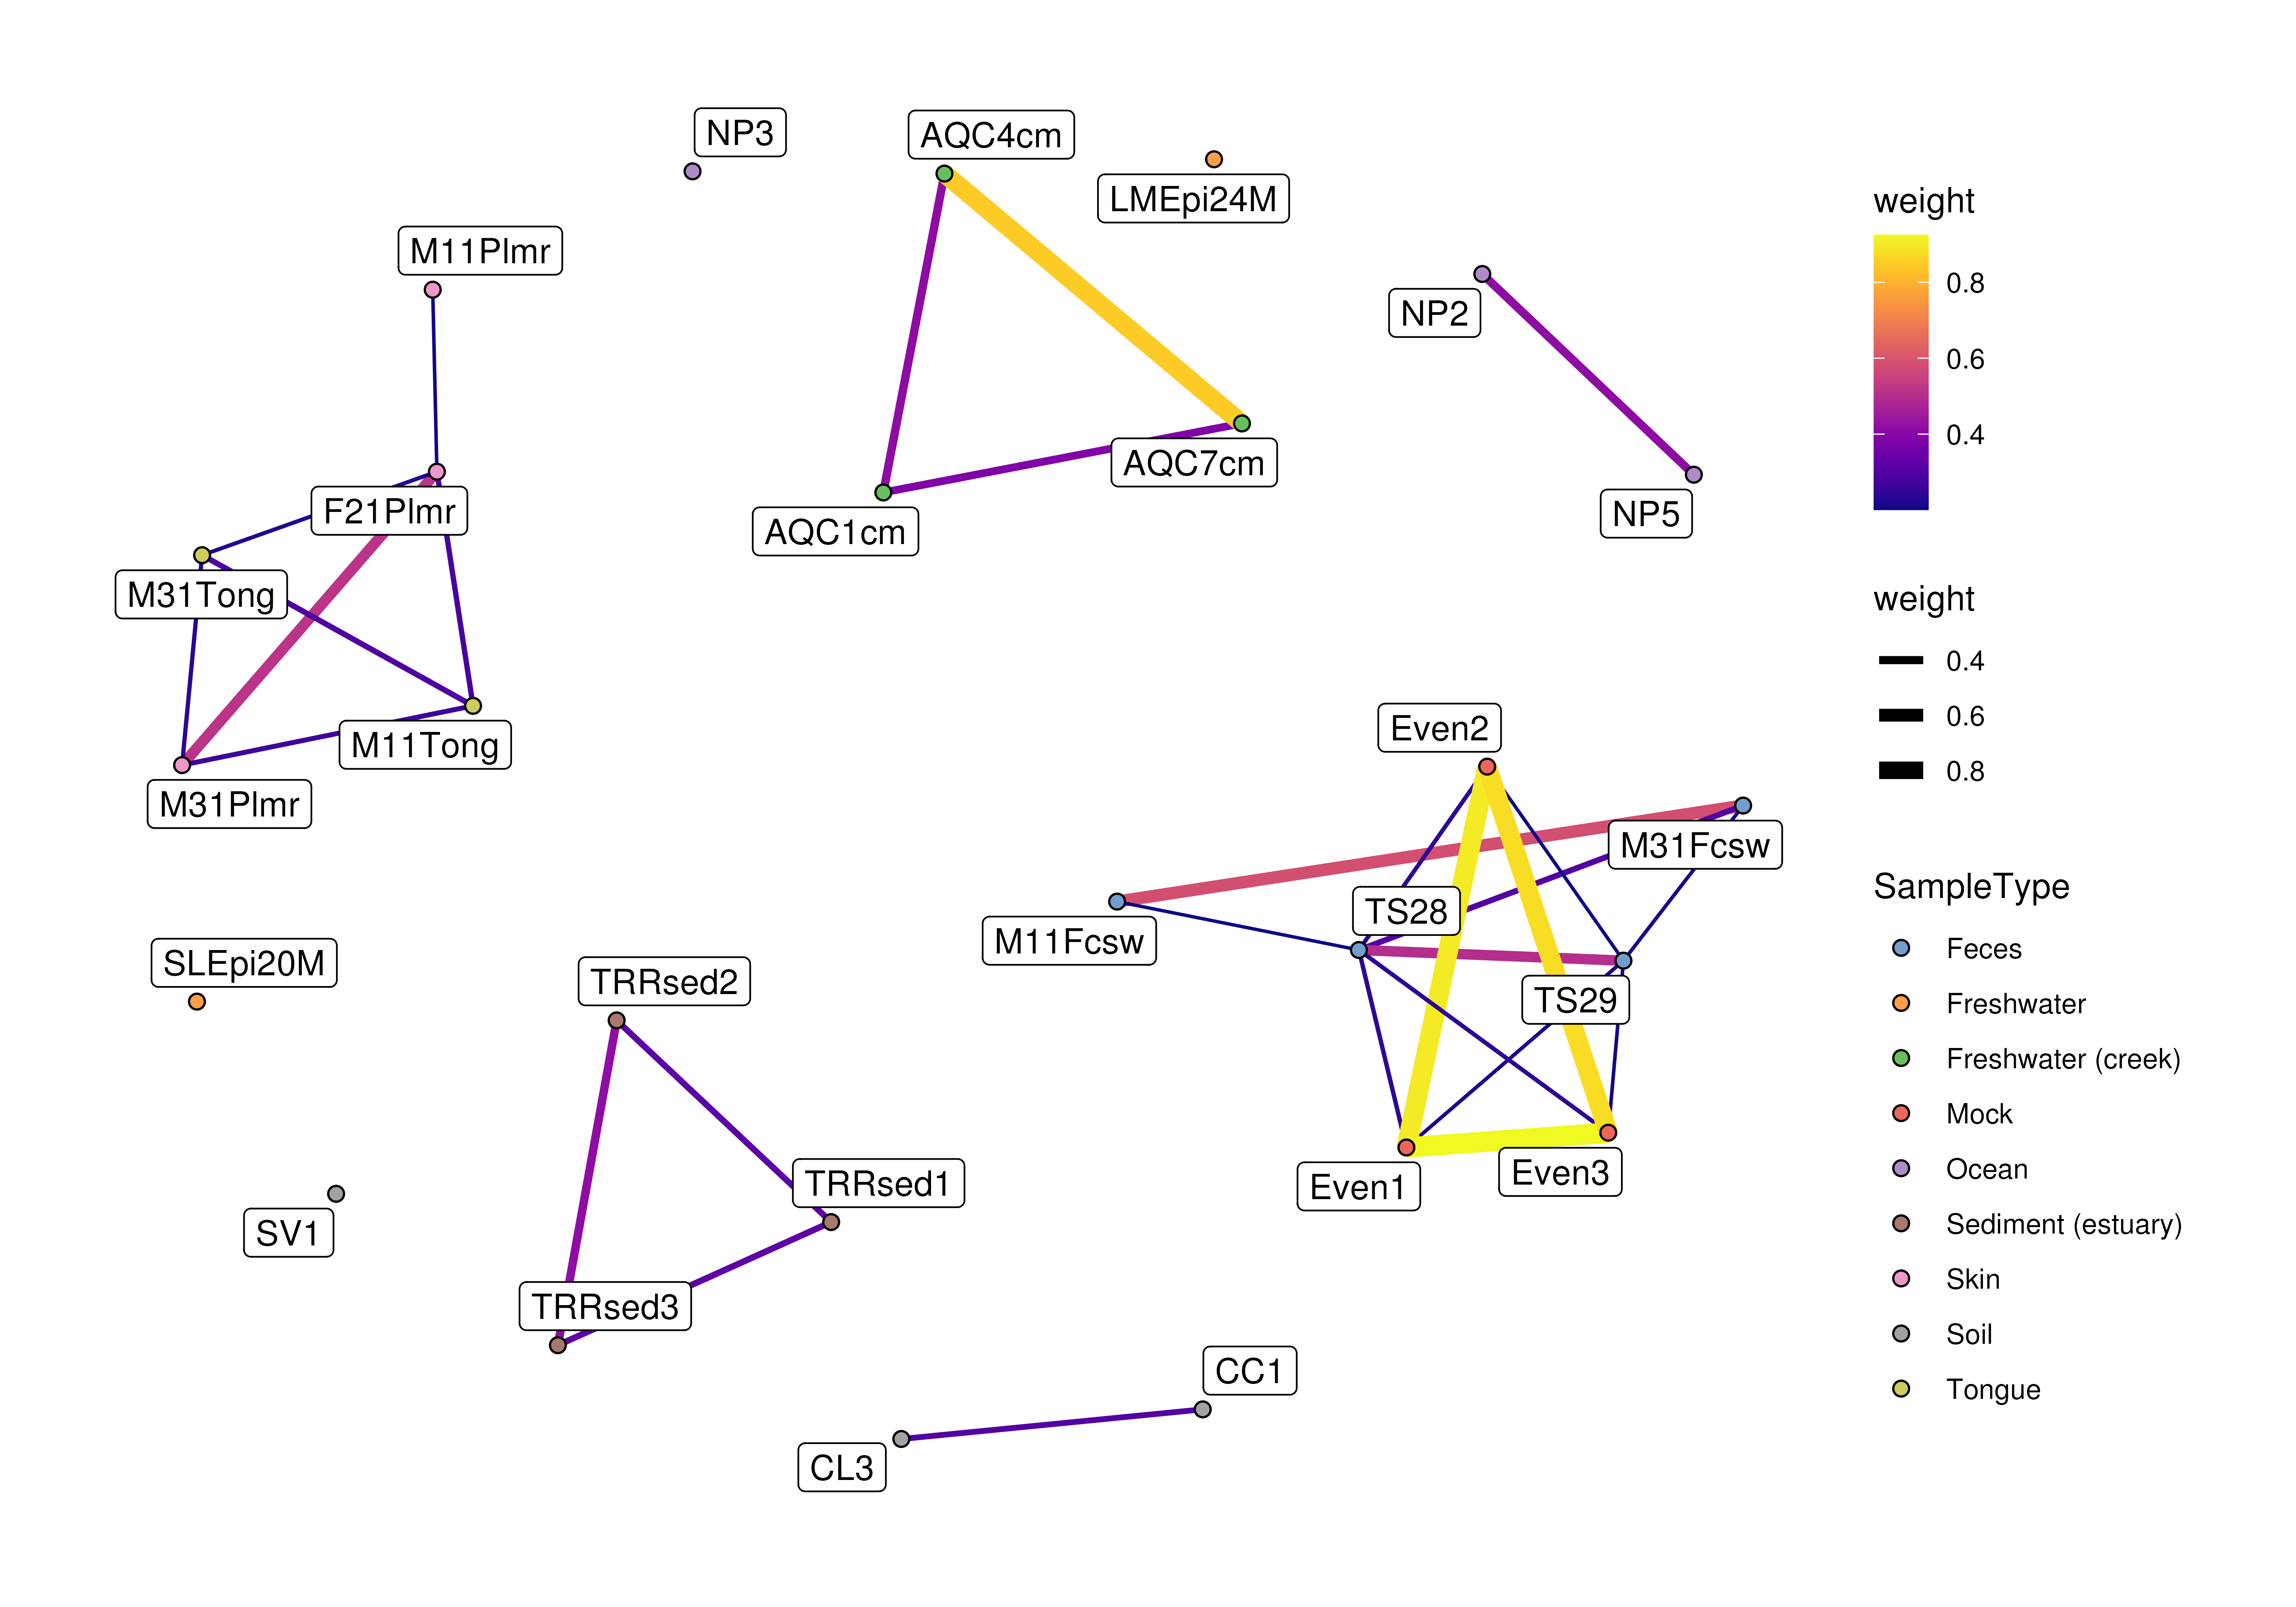 NP3
AQC4cm
LMEpi24M
M11Plmr
NP2
AQC7cm
F21Plmr
NP5
AQC1cm
M31Tong
M11Tong
M31Plmr
Even2
M31Fcsw
TS28
M11Fcsw
SLEpi20M
TRRsed2
TS29
TRRsed1
Even3
Even1
SV1
TRRsed3
CC1
CL3
weight
0.8
0.6
0.4
weight
0.4
0.6
0.8
SampleType
Feces
Freshwater
Freshwater (creek)
Mock
Ocean
Sediment (estuary)
Skin
Soil
Tongue